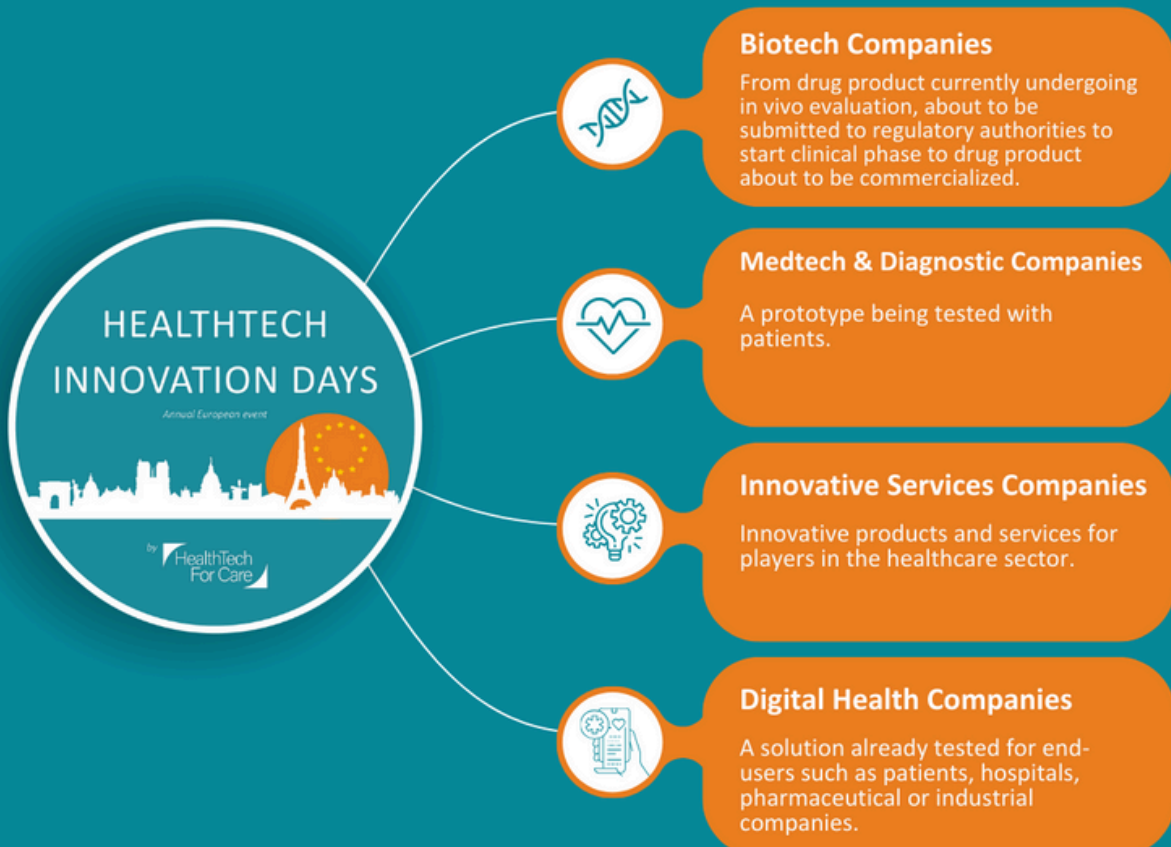 HEALTHTECH
INNOVATION DAYS
Annual European event
by HealthTech
For Care
Biotech Companies
From drug product currently undergoing
in vivo evaluation, about to be
submitted to regulatory authorities to
start clinical phase to drug product
about to be commercialized.
Medtech & Diagnostic Companies
A prototype being tested with
patients.
Innovative Services Companies
Innovative products and services for
players in the healthcare sector.
Digital Health Companies
A solution already tested for end-
users such as patients, hospitals,
pharmaceutical or industrial
companies.